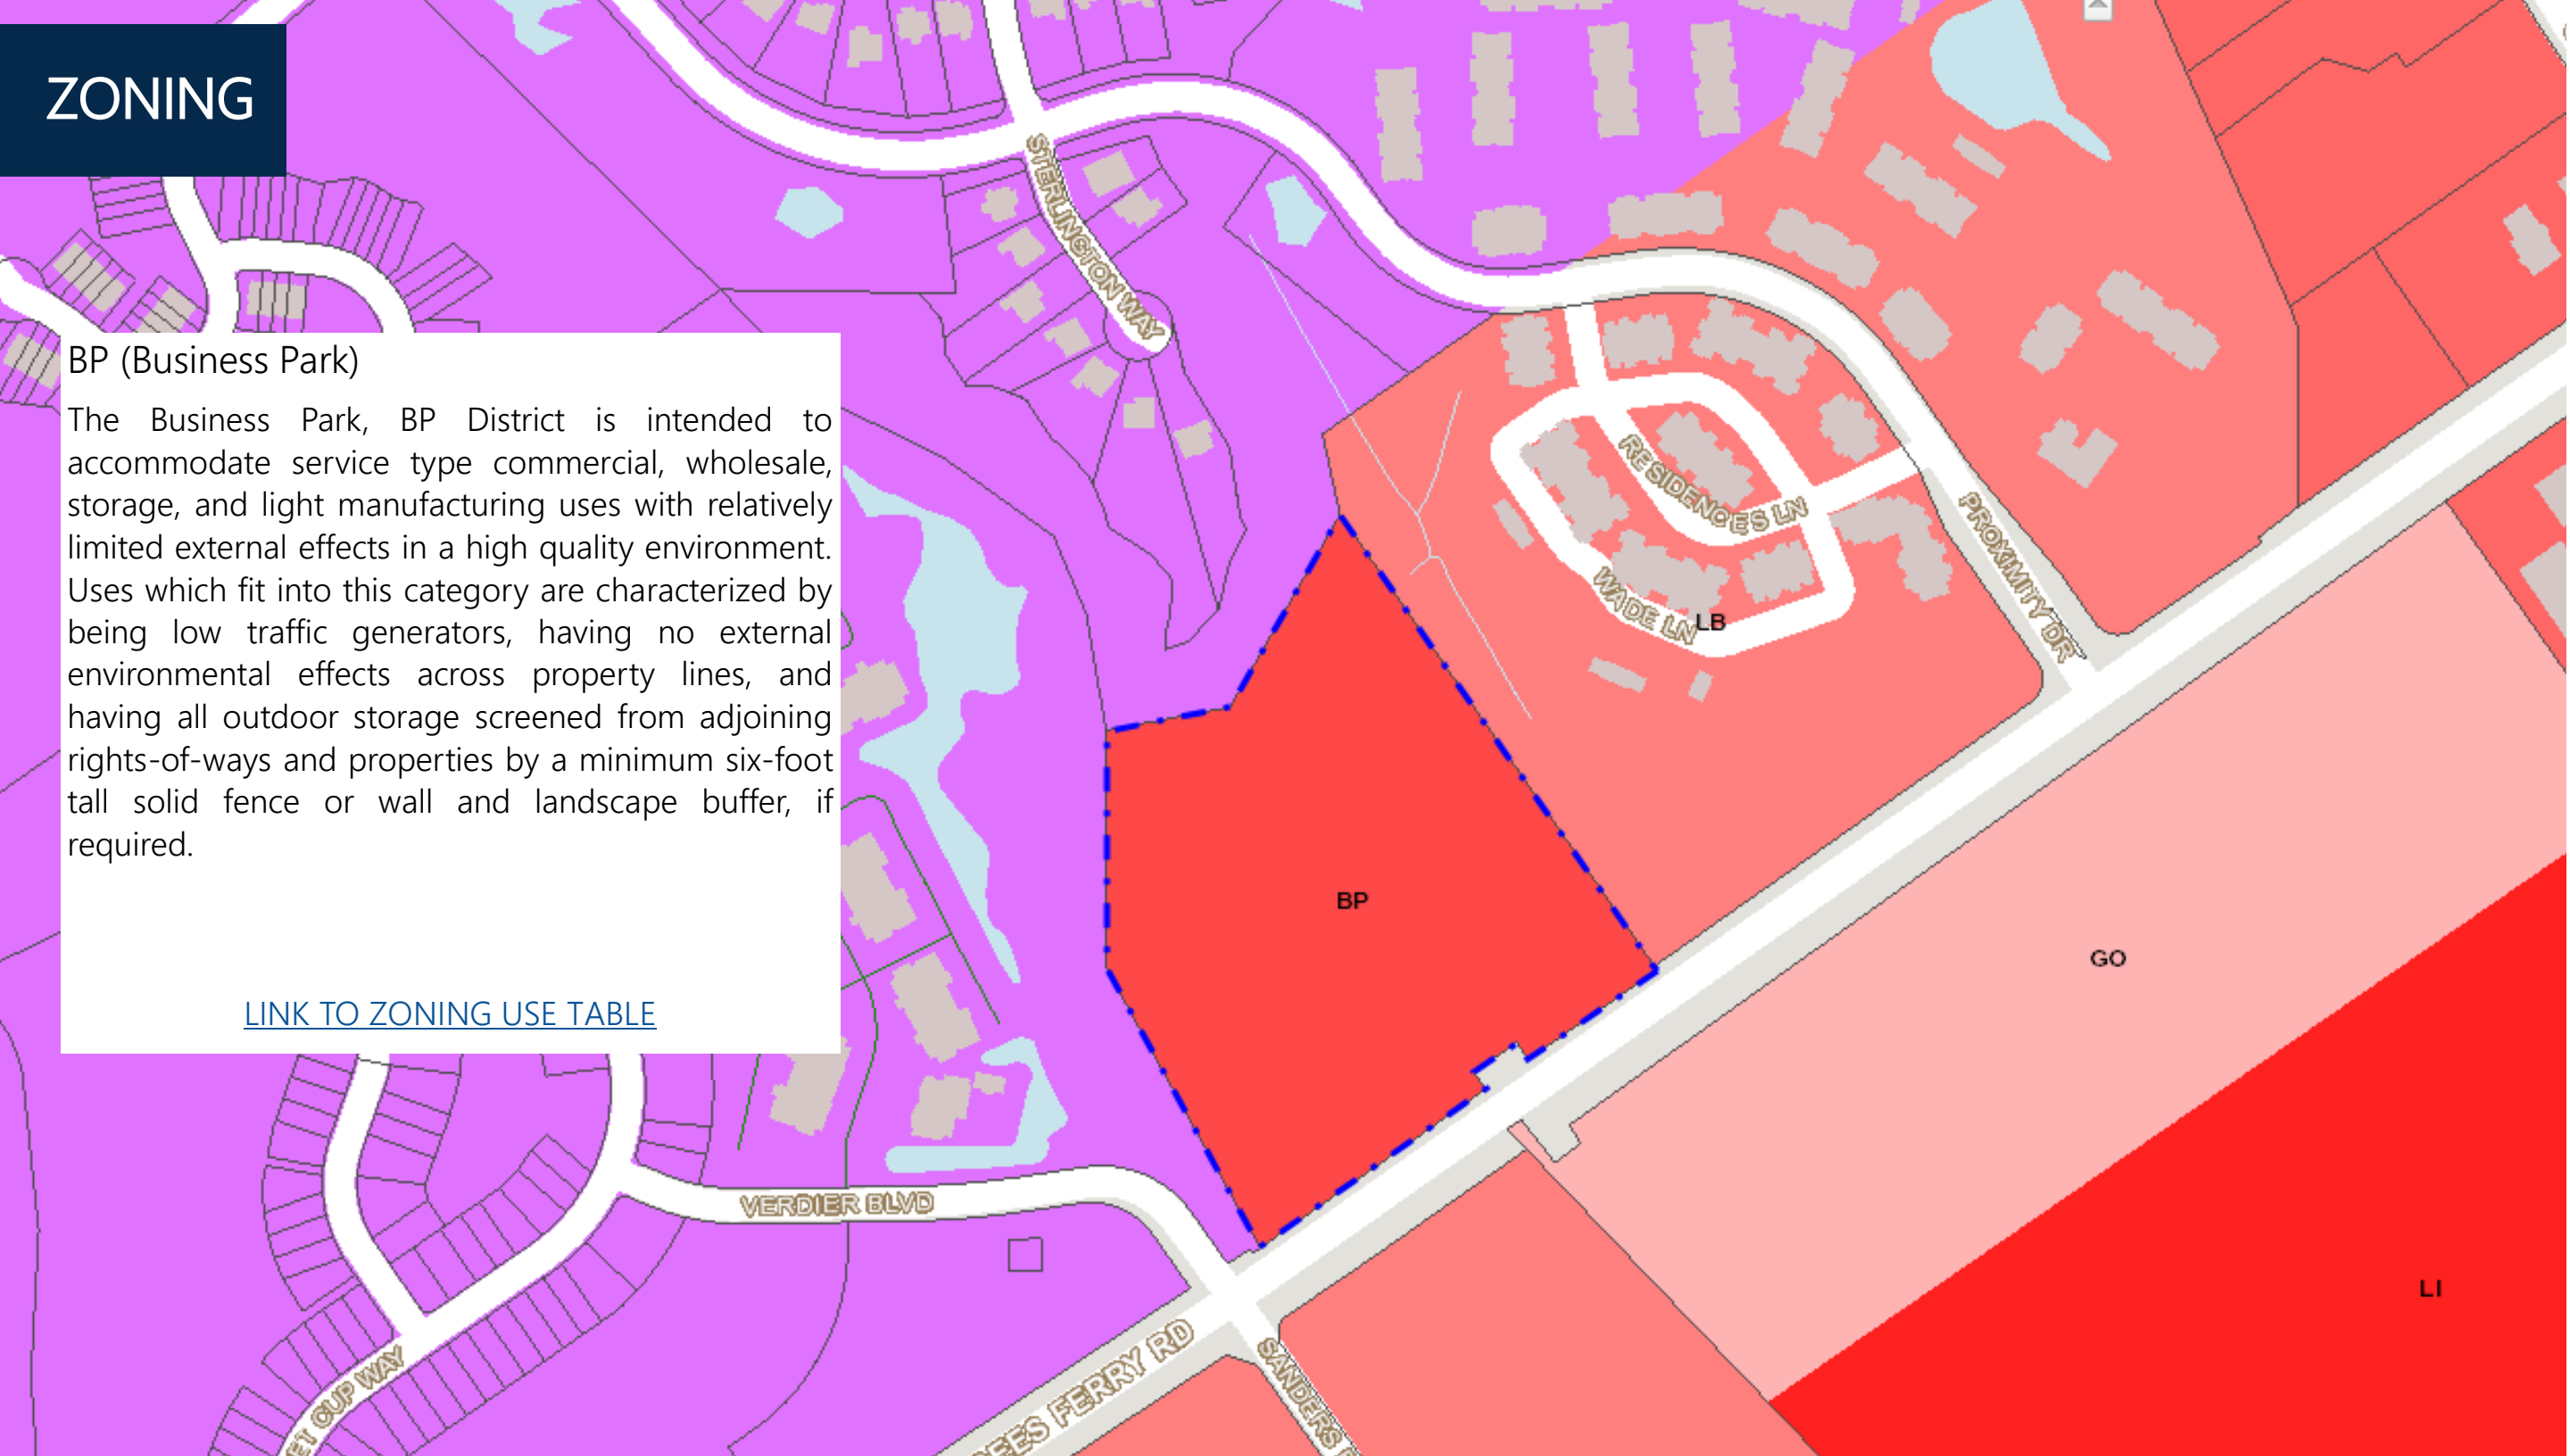 ZONING
BP (Business Park)
The Business Park, BP District is intended to
accommodate service type commercial, wholesale,
storage, and light manufacturing uses with relatively
limited external effects in a high quality environment.
Uses which fit into this category are characterized by
being low traffic generators, having no external
environmental effects across property lines, and
having all outdoor storage screened from adjoining
rights-of-ways and properties by a minimum six-foot
tall solid fence or wall and landscape buffer, if
required.
LINK TO ZONING USE TABLE
STERLINGTON WAY
RESIDENCES LN
WADE LN
LB
PROXIMITY DR
BP
GO
LI
VERDIER BLVD
ET CUP WAY
EES FERRY RD
SANDERS